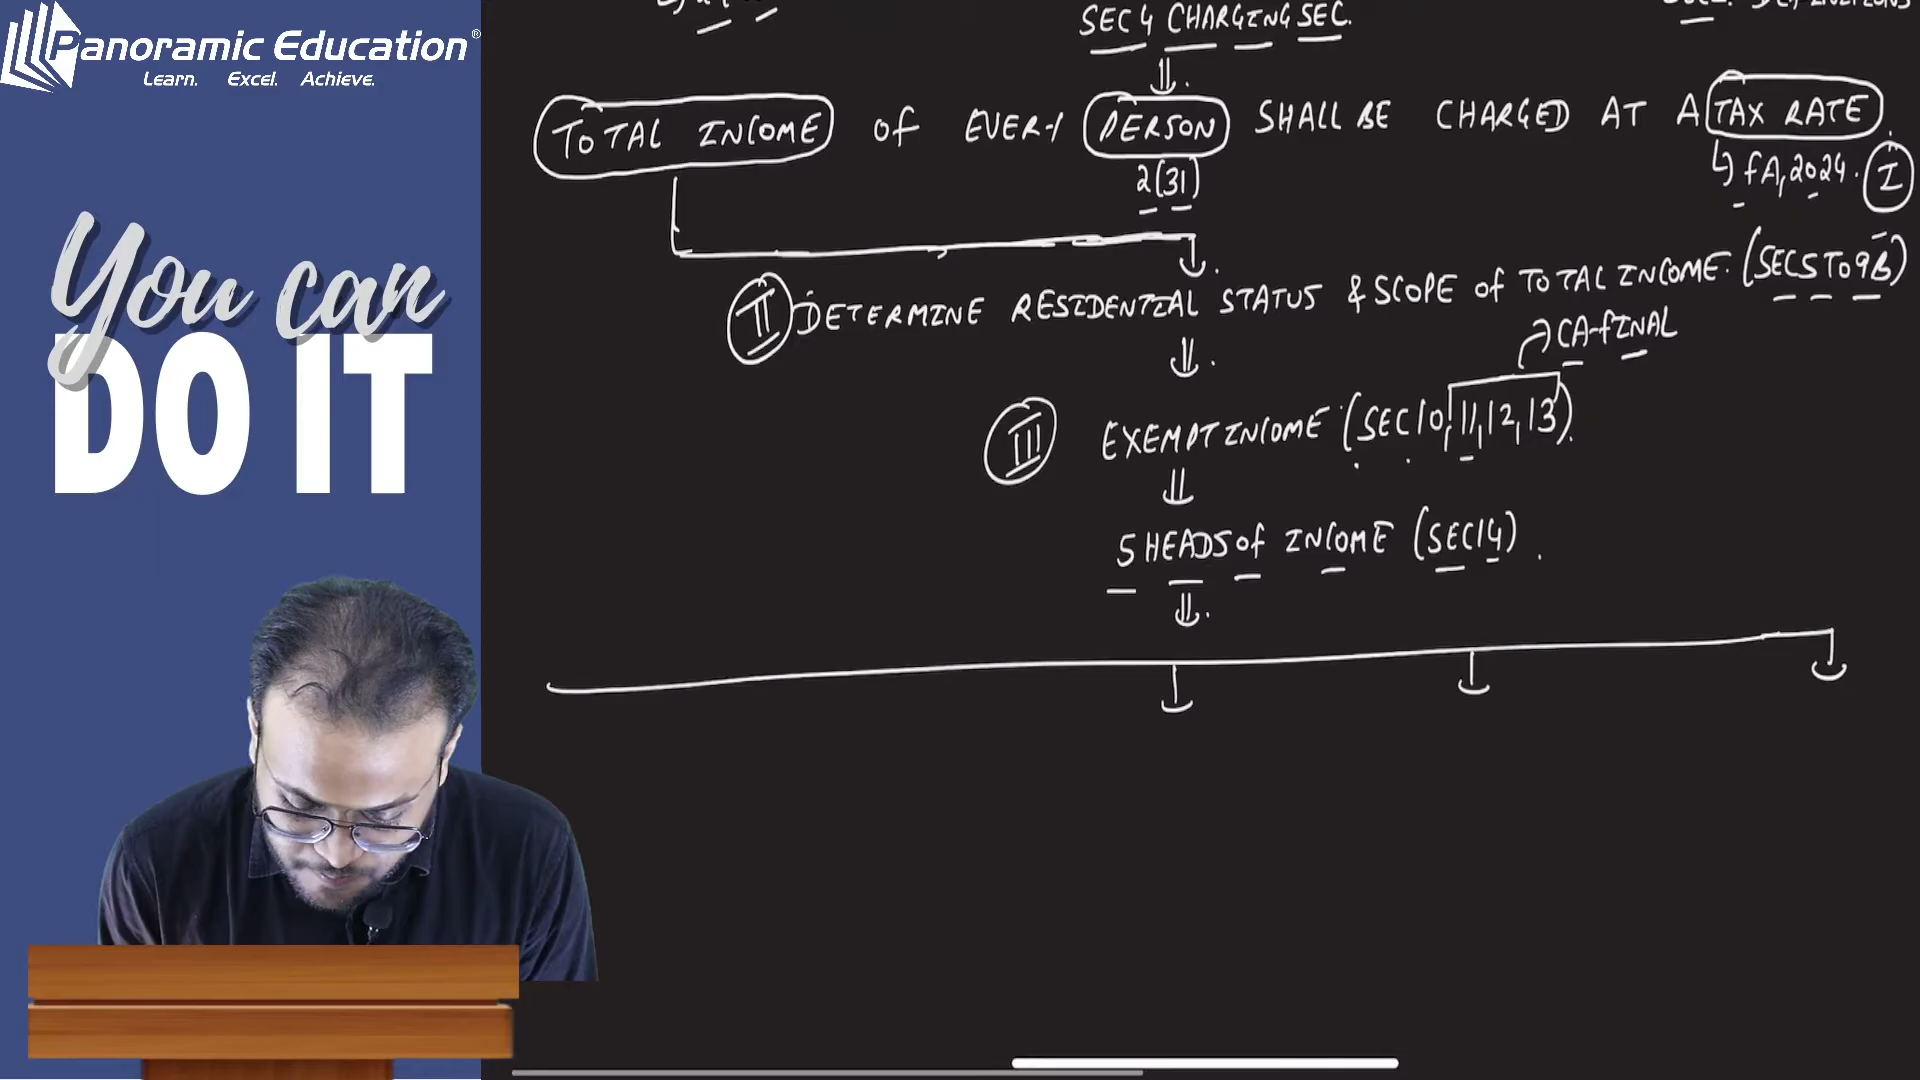 Panoramic Education®
Learn. Excel. Achieve.
You can
DO IT
SEC 4 CHARGING SEC.
TOTAL INCOME of EVERY PERSON SHALL BE CHARGED AT A TAX RATE
2(31)
↳ FA, 2024. I
II DETERMINE RESIDENTIAL STATUS & SCOPE of TOTAL INCOME. (SEC 5 TO 9B)
CA-FINAL
III EXEMPT INCOME (SEC 10, 11, 12, 13).
5 HEADS of INCOME (SEC 14)